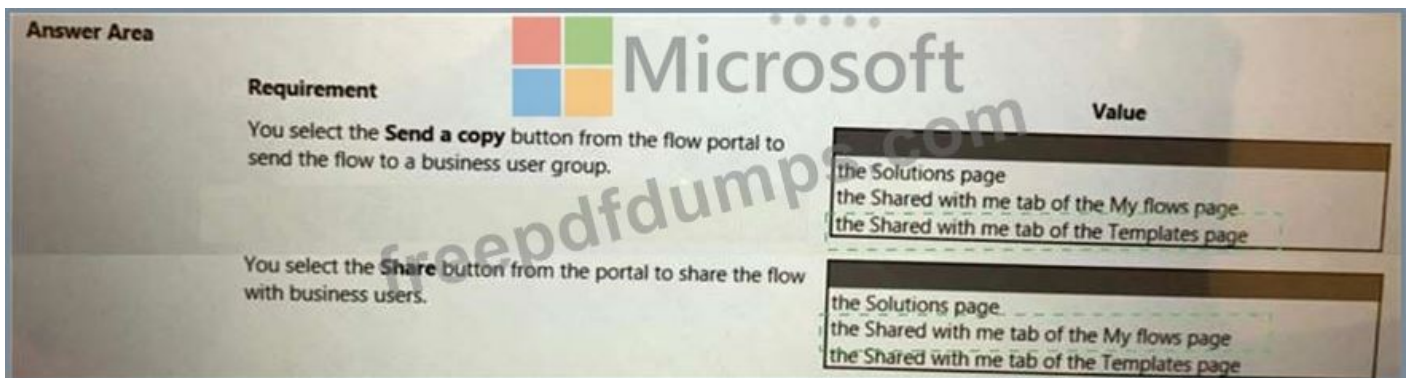 Answer Area
Microsoft
Requirement
Value
You select the Send a copy button from the flow portal to
send the flow to a business user group.
the Solutions page
the Shared with me tab of the My flows page
the Shared with me tab of the Templates page
freepdfdumps.com
You select the Share button from the portal to share the flow
with business users.
the Solutions page
the Shared with me tab of the My flows page
the Shared with me tab of the Templates page